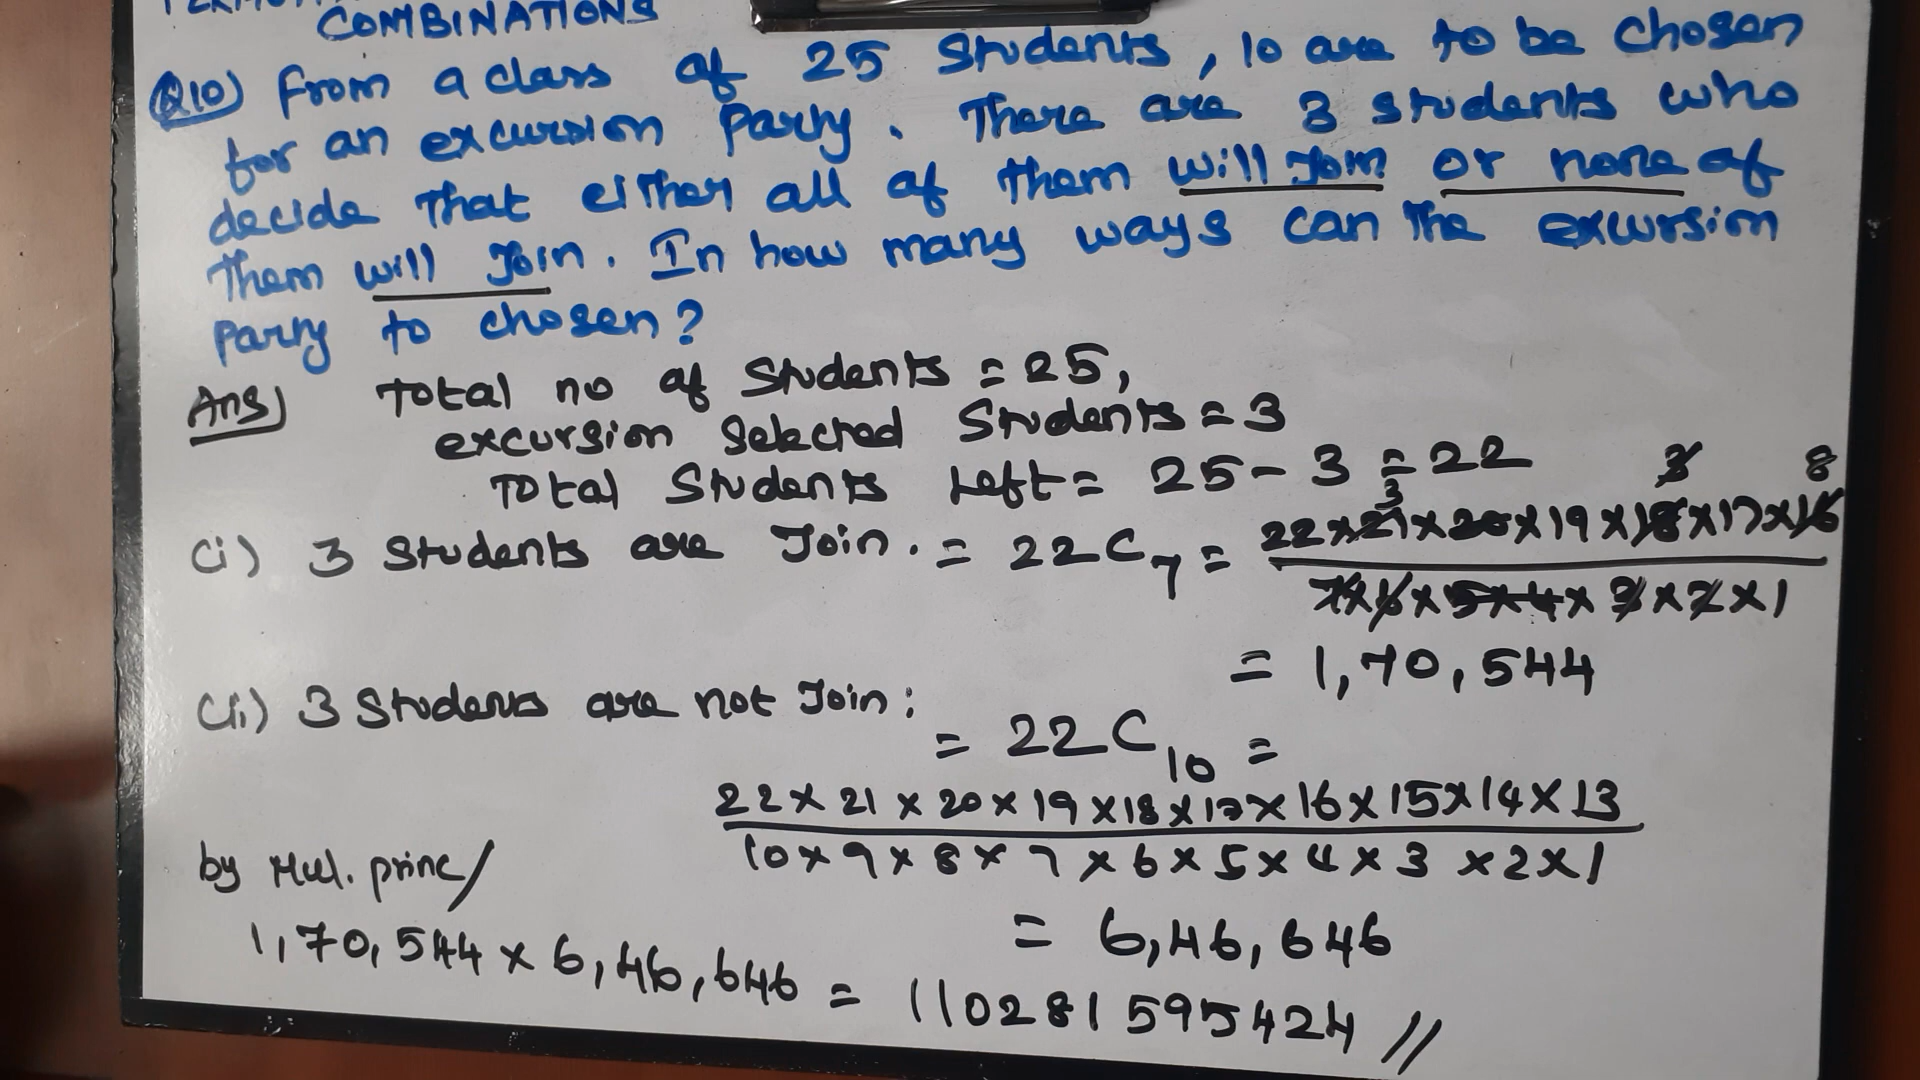 COMBINATIONS
Q10) From a class of 25 Students, 10 are to be chosen
for an excursion Party. There are 3 students who
decide that either all of them will Join or none of
Them will Join. In how many ways can the excursion
Party to chosen?
Ans) Total no of Students = 25,
excursion Selected Students = 3
Total Students Left = 25 - 3 = 22
(i) 3 Students are Join. = 22C7 = 22 x 21 x 20 x 19 x 18 x 17 x 16 3 3 8
7 x 6 x 5 x 4 x 3 x 2 x 1
= 1,70,544
(ii) 3 Students are not Join:
= 22C10 =
22 x 21 x 20 x 19 x 18 x 17 x 16 x 15 x 14 x 13
10 x 9 x 8 x 7 x 6 x 5 x 4 x 3 x 2 x 1
by Mul. princ/
= 6,46,646
1,70,544 x 6,46,646 = 110281595424 //